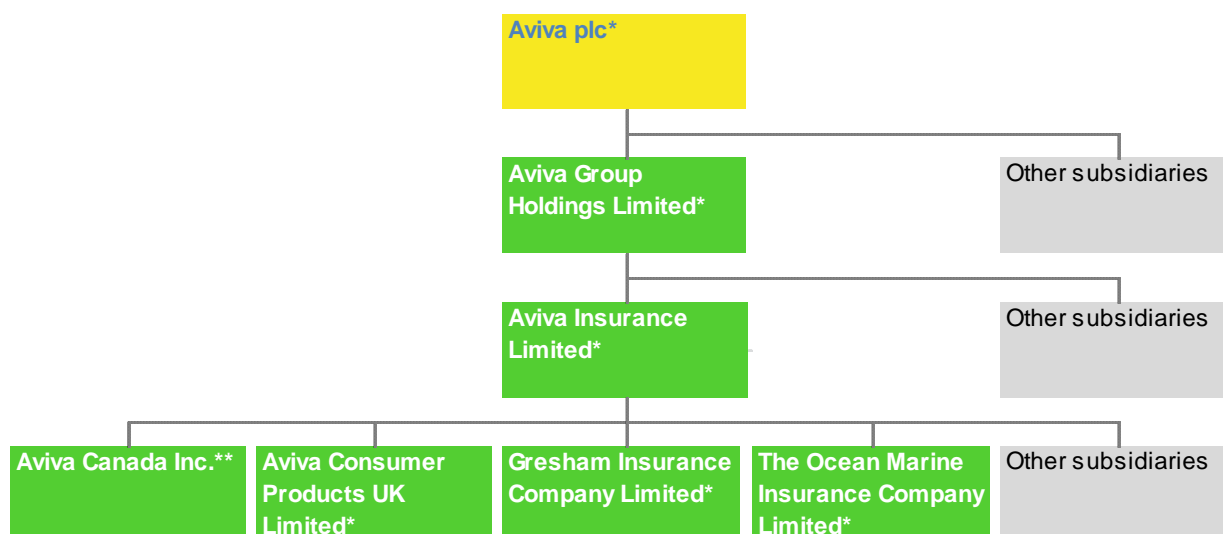 Aviva plc*
Aviva Group
Holdings Limited*
Other subsidiaries
Aviva Insurance
Limited*
Other subsidiaries
Aviva Canada Inc.**
Aviva Consumer
Products UK
Limited*
Gresham Insurance
Company Limited*
The Ocean Marine
Insurance Company
Limited*
Other subsidiaries